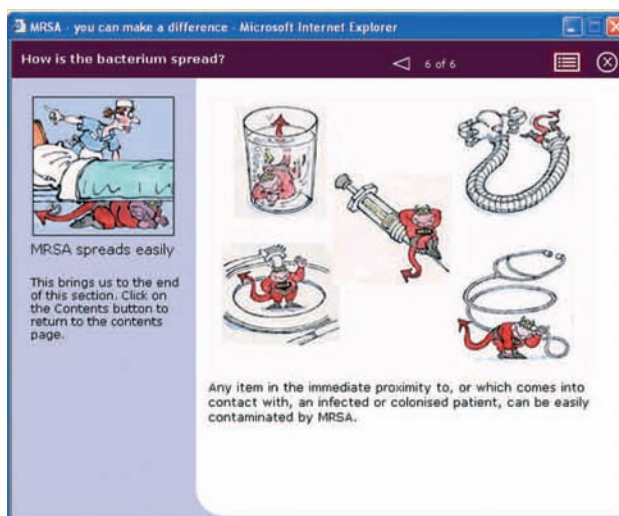 MRSA - you can make a difference - Microsoft Internet Explorer
How is the bacterium spread?
6 of 6
MRSA spreads easily
This brings us to the end
of this section. Click on
the Contents button to
return to the contents
page.
Any item in the immediate proximity to, or which comes into
contact with, an infected or colonised patient, can be easily
contaminated by MRSA.